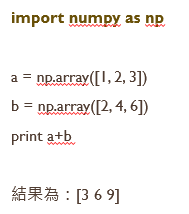 import numpy as np
a = np.array([1, 2, 3])
b = np.array([2, 4, 6])
print a+b
結果為：[3 6 9]